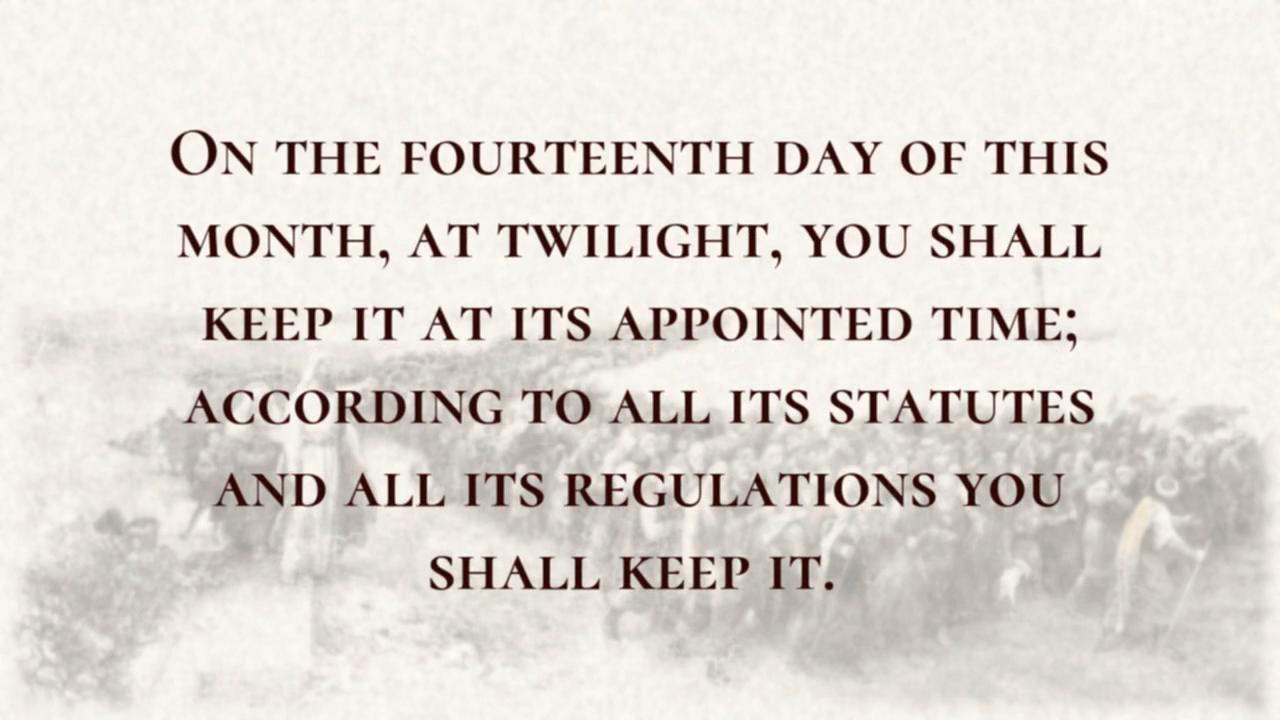 On the fourteenth day of this
month, at twilight, you shall
keep it at its appointed time;
according to all its statutes
and all its regulations you
shall keep it.